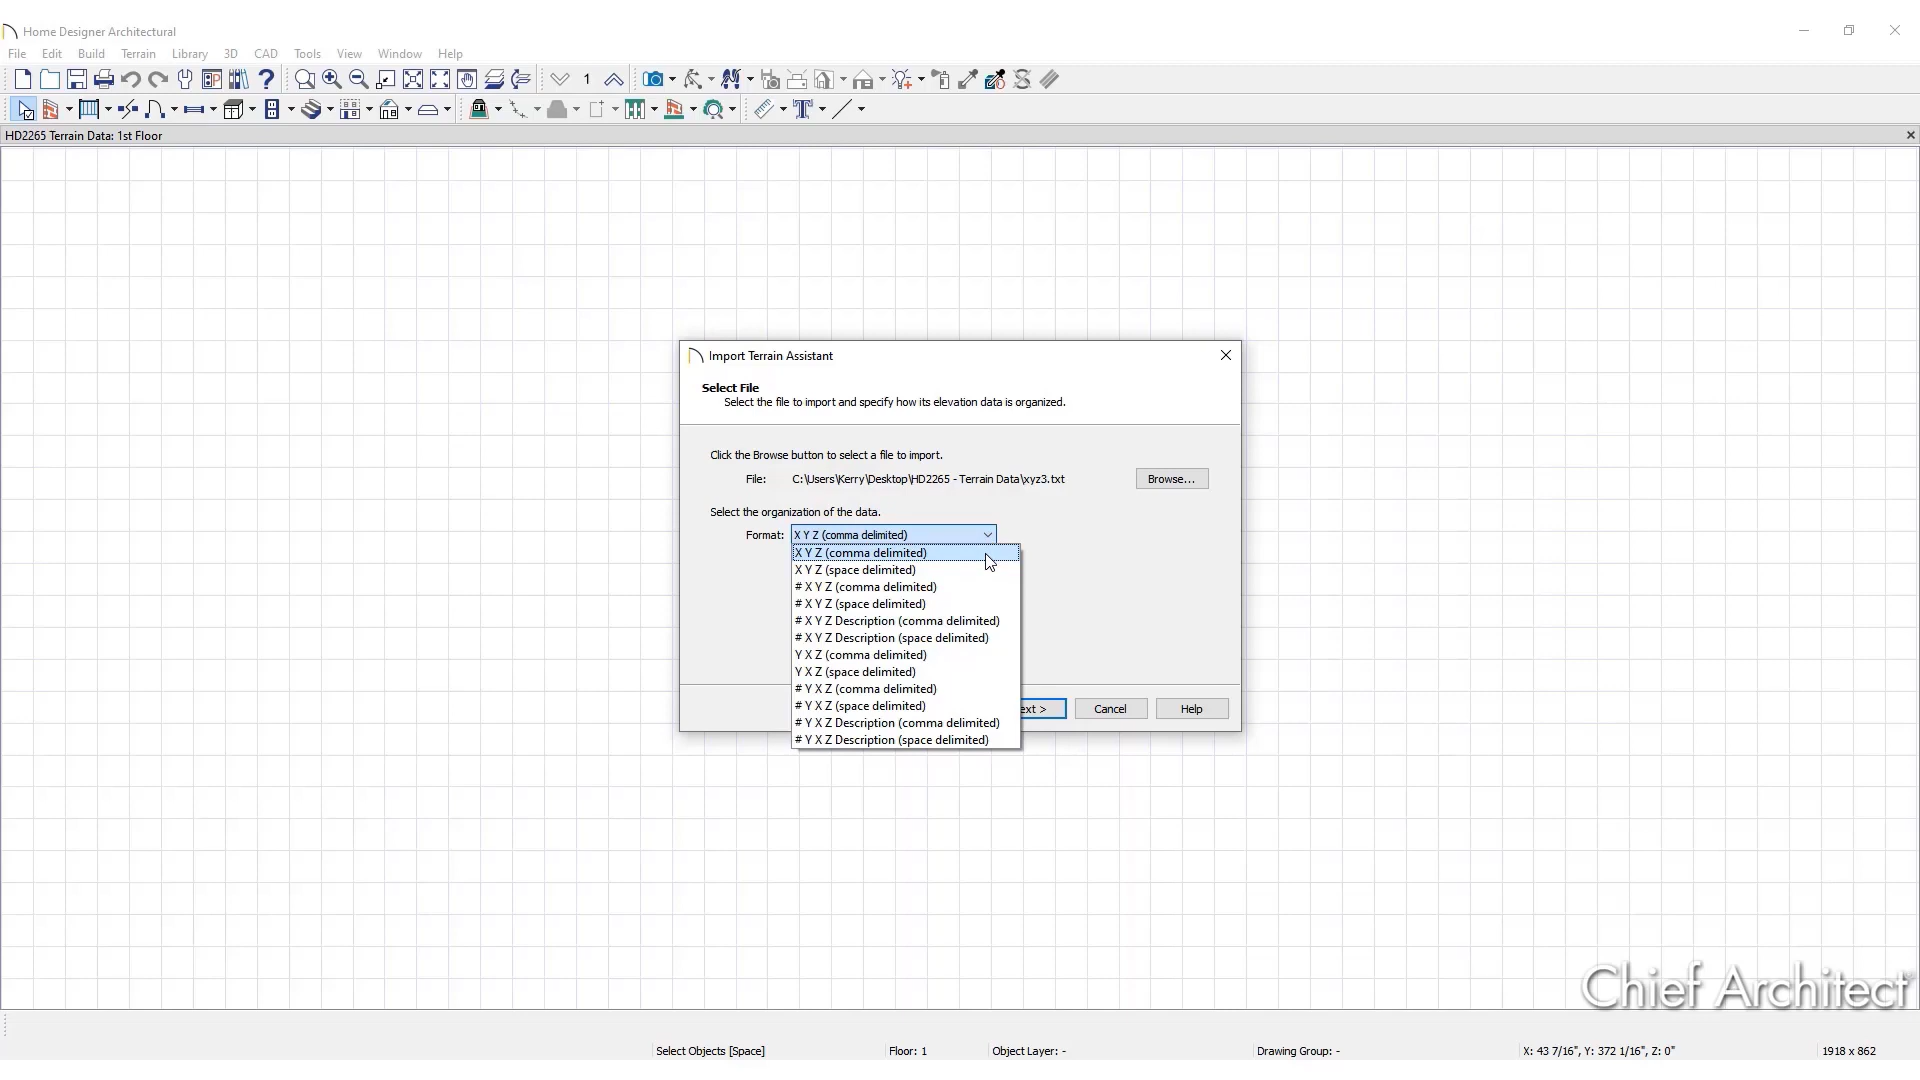 Home Designer Architectural
File Edit Build Terrain Library 3D CAD Tools View Window Help
1
HD2265 Terrain Data: 1st Floor
Import Terrain Assistant
Select File
Select the file to import and specify how its elevation data is organized.
Click the Browse button to select a file to import.
File: C:\Users\Kerry\Desktop\HD2265 - Terrain Data\xyz3.txt Browse...
Select the organization of the data.
Format: X Y Z (comma delimited)
X Y Z (comma delimited)
X Y Z (space delimited)
# X Y Z (comma delimited)
# X Y Z (space delimited)
# X Y Z Description (comma delimited)
# X Y Z Description (space delimited)
Y X Z (comma delimited)
Y X Z (space delimited)
# Y X Z (comma delimited)
# Y X Z (space delimited)
# Y X Z Description (comma delimited)
# Y X Z Description (space delimited)
ext > Cancel Help
Chief Architect®
Select Objects [Space] Floor: 1 Object Layer: - Drawing Group: - X: 43 7/16", Y: 372 1/16", Z: 0" 1918 x 862